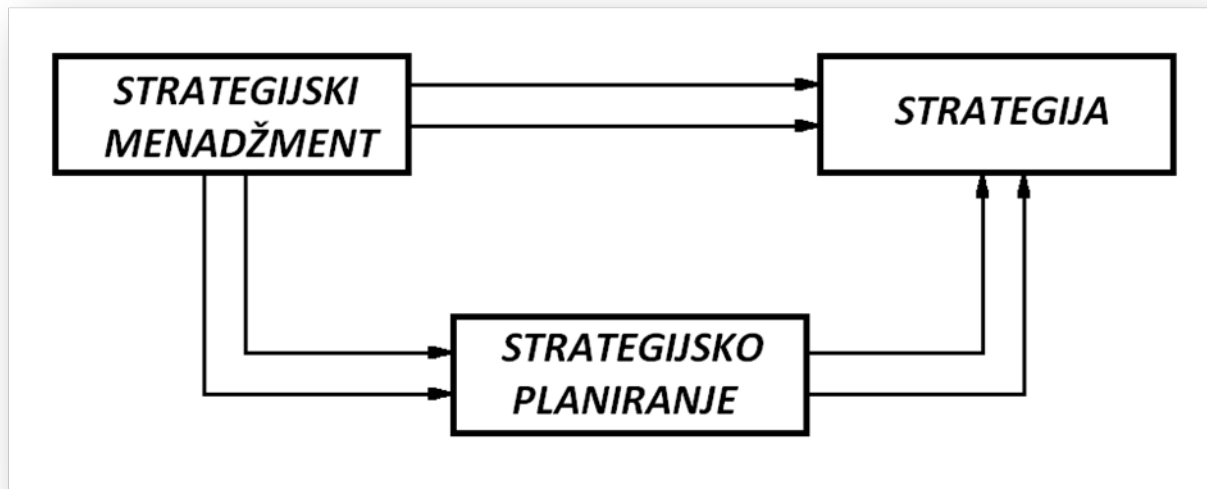 STRATEGIJSKI
MENADŽMENT
STRATEGIJA
STRATEGIJSKO
PLANIRANJE